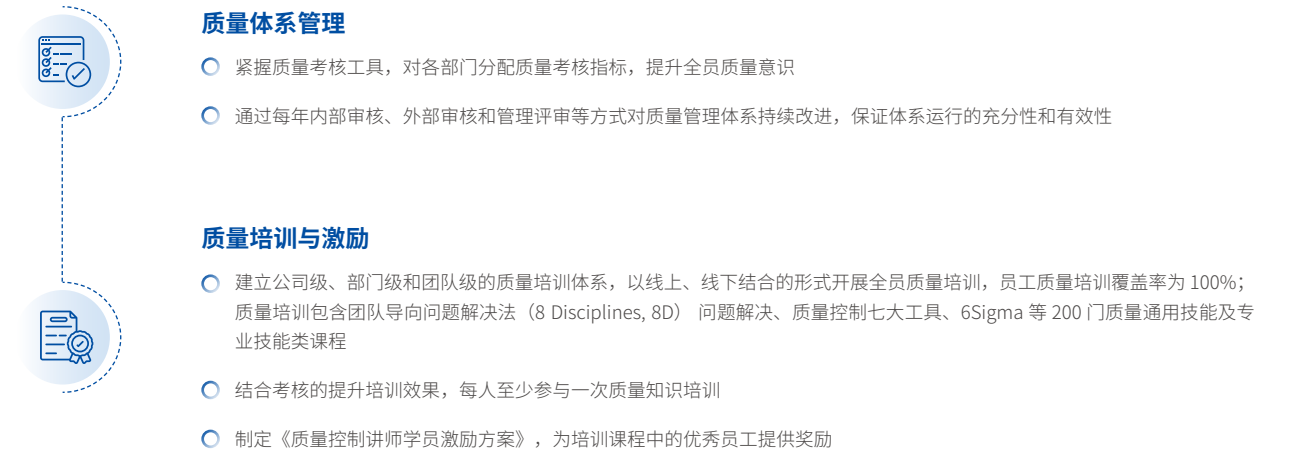 质量体系管理
紧握质量考核工具，对各部门分配质量考核指标，提升全员质量意识
通过每年内部审核、外部审核和管理评审等方式对质量管理体系持续改进，保证体系运行的充分性和有效性
质量培训与激励
建立公司级、部门级和团队级的质量培训体系，以线上、线下结合的形式开展全员质量培训，员工质量培训覆盖率为 100%；
质量培训包含团队导向问题解决法（8 Disciplines, 8D） 问题解决、质量控制七大工具、6Sigma 等 200 门质量通用技能及专
业技能类课程
结合考核的提升培训效果，每人至少参与一次质量知识培训
制定《质量控制讲师学员激励方案》，为培训课程中的优秀员工提供奖励